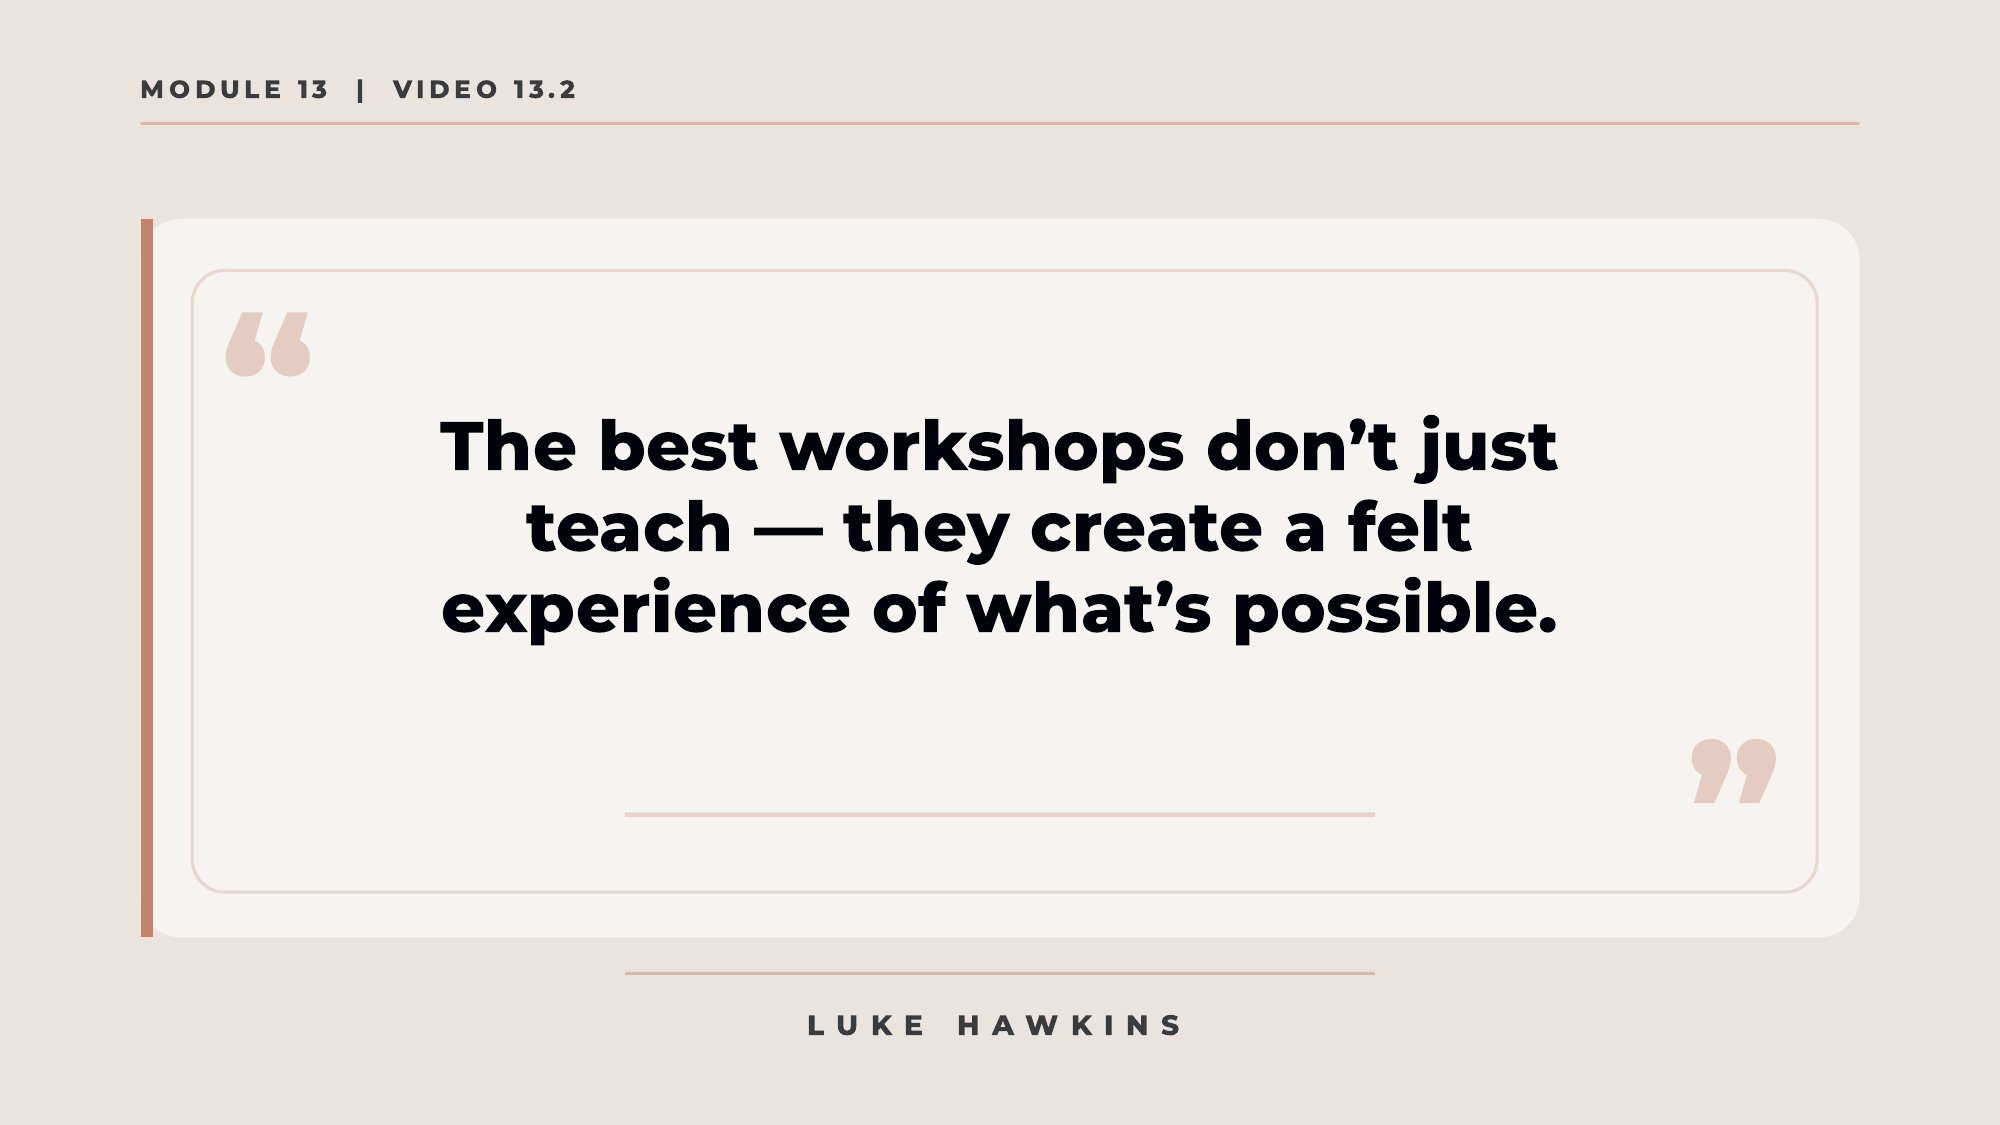 MODULE 13 | VIDEO 13.2
“
The best workshops don’t just
teach — they create a felt
experience of what’s possible.
”
LUKE HAWKINS